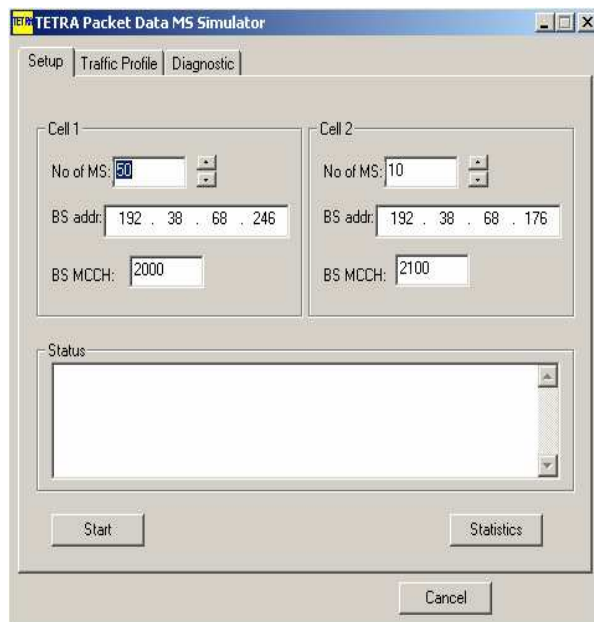 TETRA TETRA Packet Data MS Simulator
Setup Traffic Profile Diagnostic
Cell 1
No of MS: 50
BS addr: 192 . 38 . 68 . 246
BS MCCH: 2000
Cell 2
No of MS: 10
BS addr: 192 . 38 . 68 . 176
BS MCCH: 2100
Status
Start
Statistics
Cancel